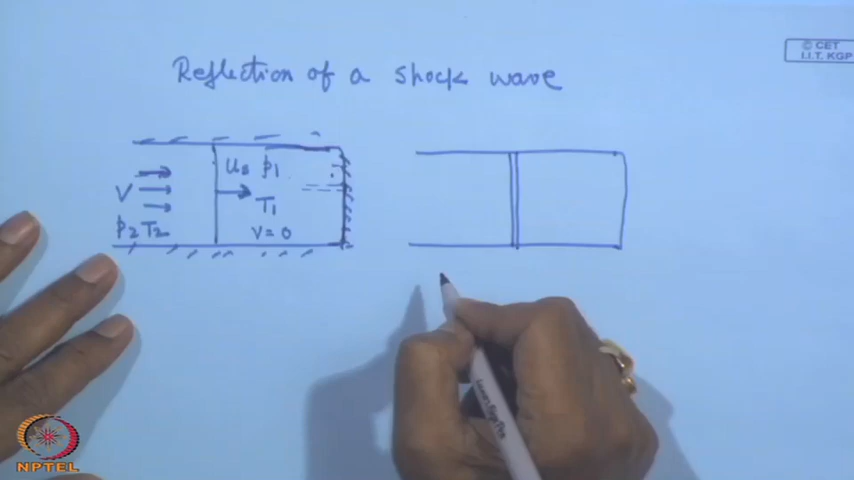 Reflection of a shock wave
© CET
I.I.T. KGP
V
Us p1
T1
p2 T2
V=0
NPTEL